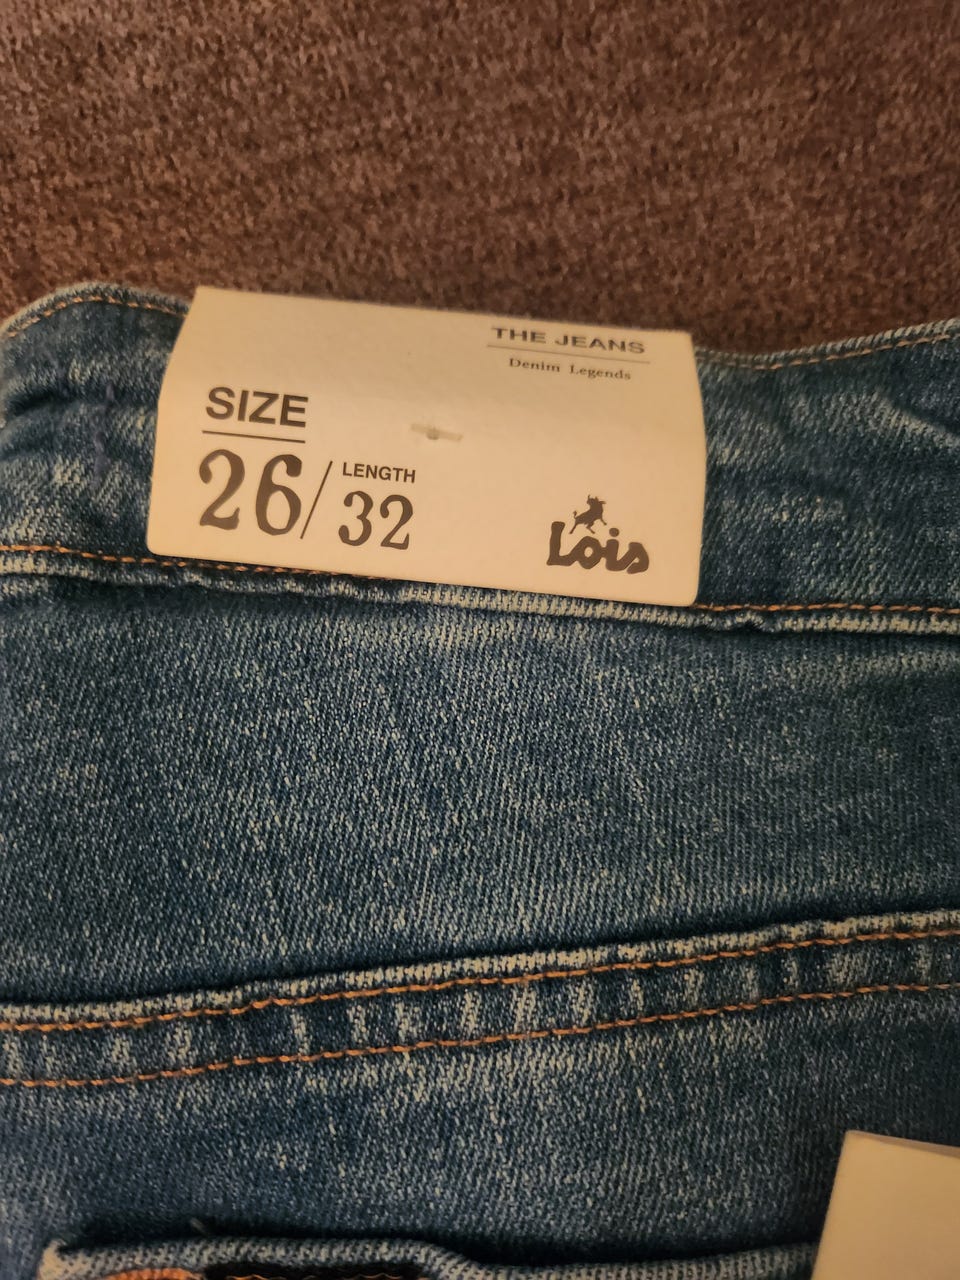 THE JEANS
Denim Legends
SIZE
26/
LENGTH
32
Lois